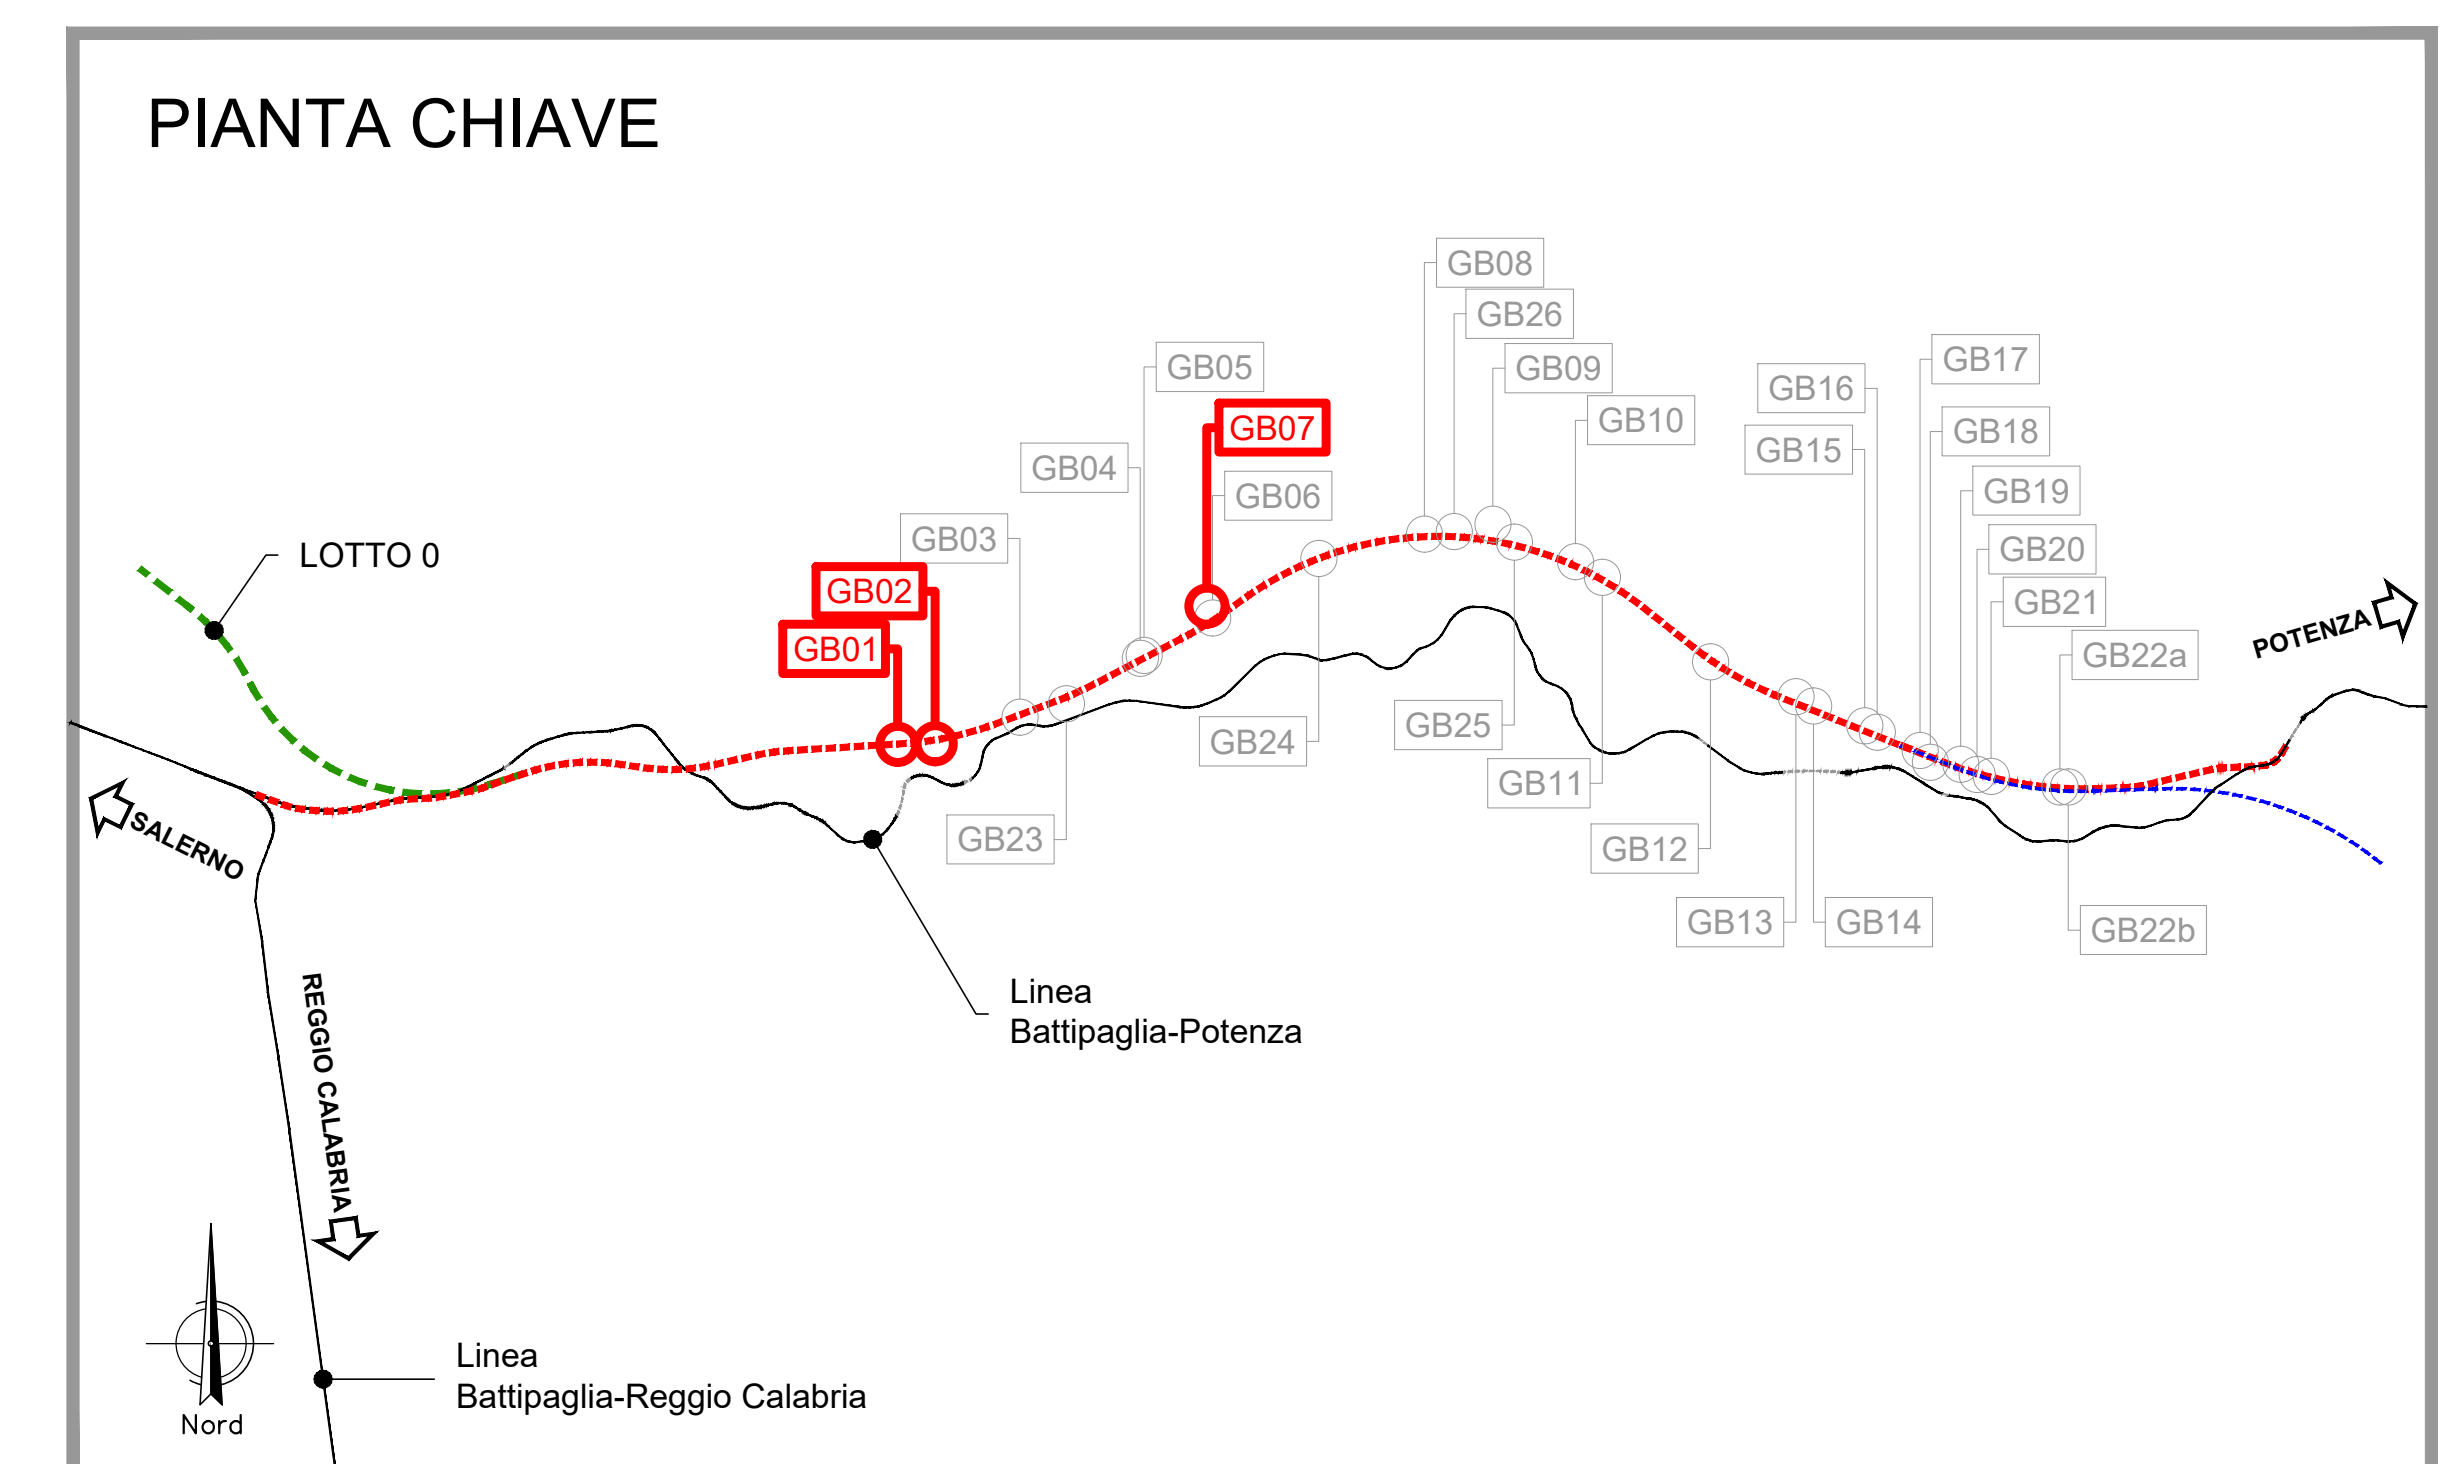 PIANTA CHIAVE
GB08
GB26
GB05
GB09
GB17
GB16
GB07
GB10
GB18
GB15
GB04
GB06
GB19
GB03
GB20
LOTTO 0
GB02
GB21
POTENZA
GB01
GB22a
GB24
GB25
GB11
SALERNO
GB23
GB12
GB13
GB14
GB22b
Linea
Battipaglia-Potenza
REGGIO CALABRIA
Linea
Battipaglia-Reggio Calabria
Nord